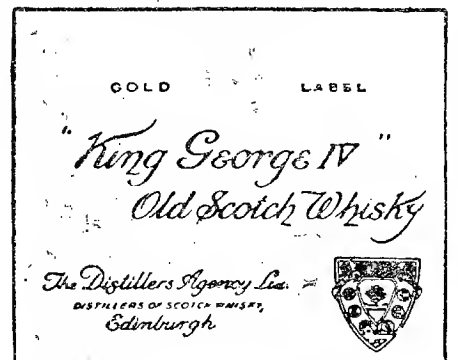 GOLD LABEL
"King George IV"
Old Scotch Whisky
The Distillers Agency Ltd.
DISTILLERS OF SCOTCH WHISKY,
Edinburgh